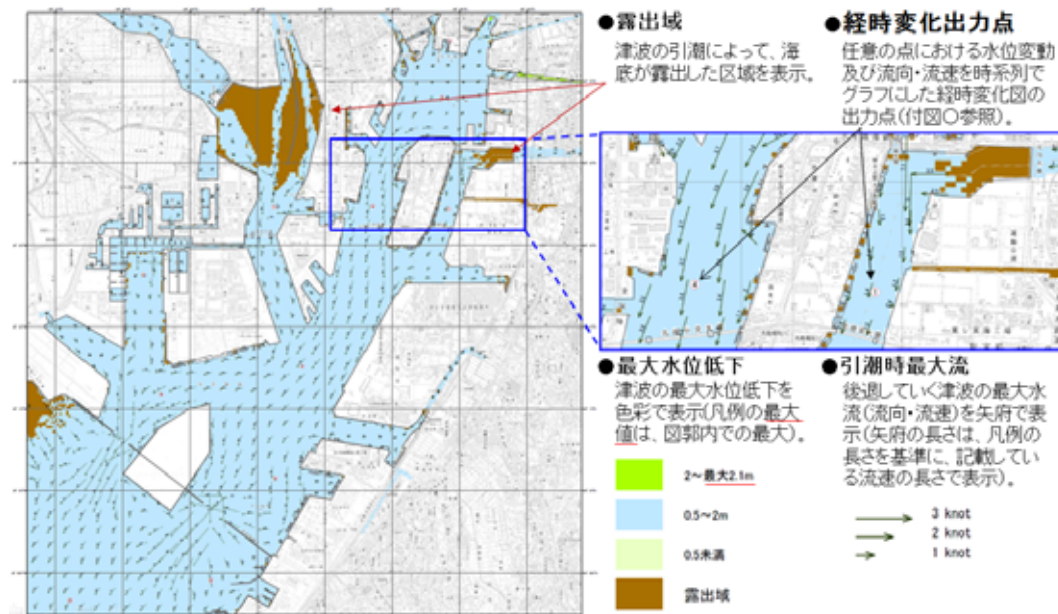 ●露出域
津波の引潮によって、海
底が露出した区域を表示。
●経時変化出力点
任意の点における水位変動
及び流向・流速を時系列で
グラフにした経時変化図の
出力点(付図〇参照)。
●最大水位低下
津波の最大水位低下を
色彩で表示(凡例の最大
値は、図郭内での最大)。
2～最大2.1m
0.5～2m
0.5未満
露出域
●引潮時最大流
後退していく津波の最大水
流(流向・流速)を矢府で表
示(矢府の長さは、凡例の
長さを基準に、記載してい
る流速の長さで表示)。
3 knot
2 knot
1 knot